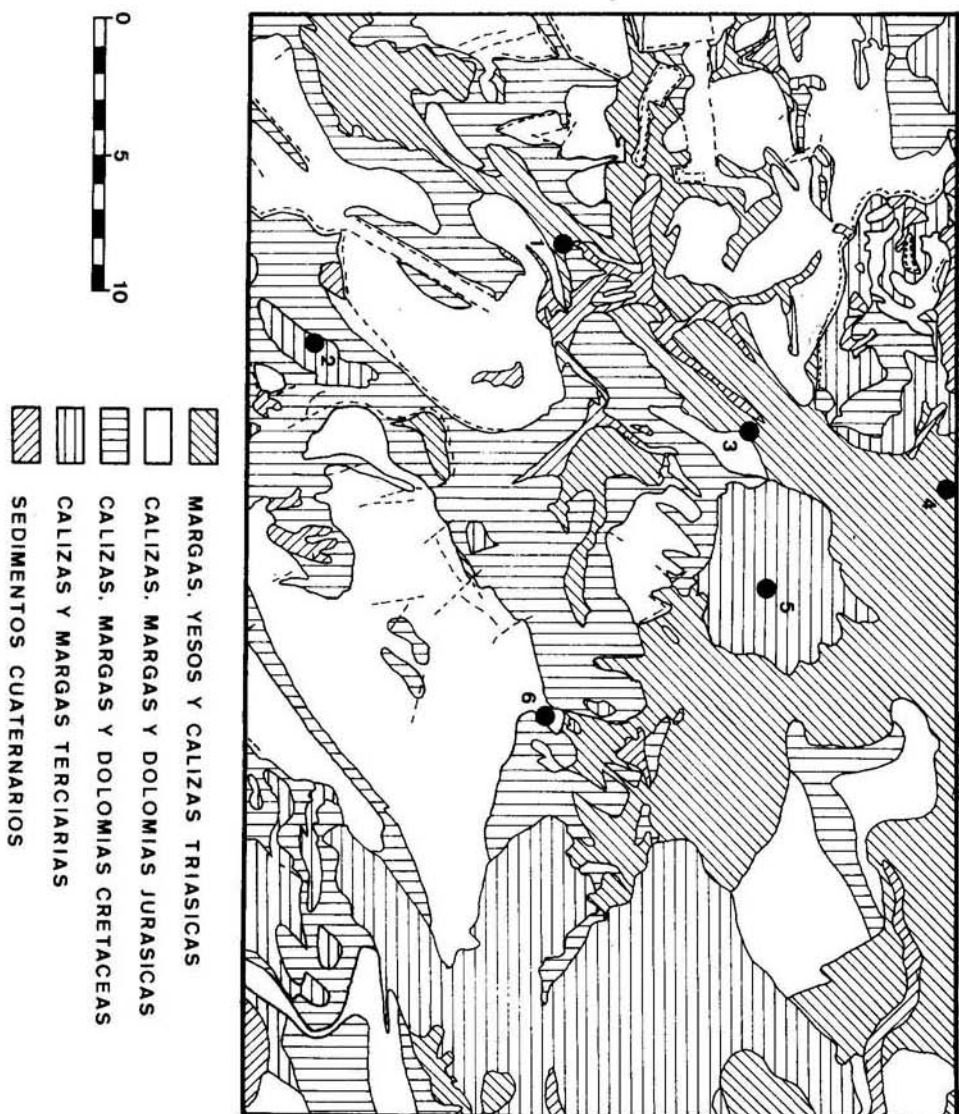 1
2
3
4
5
6
0 5 10
MARGAS, YESOS Y CALIZAS TRIASICAS
CALIZAS, MARGAS Y DOLOMIAS JURASICAS
CALIZAS, MARGAS Y DOLOMIAS CRETACEAS
CALIZAS Y MARGAS TERCIARIAS
SEDIMENTOS CUATERNARIOS